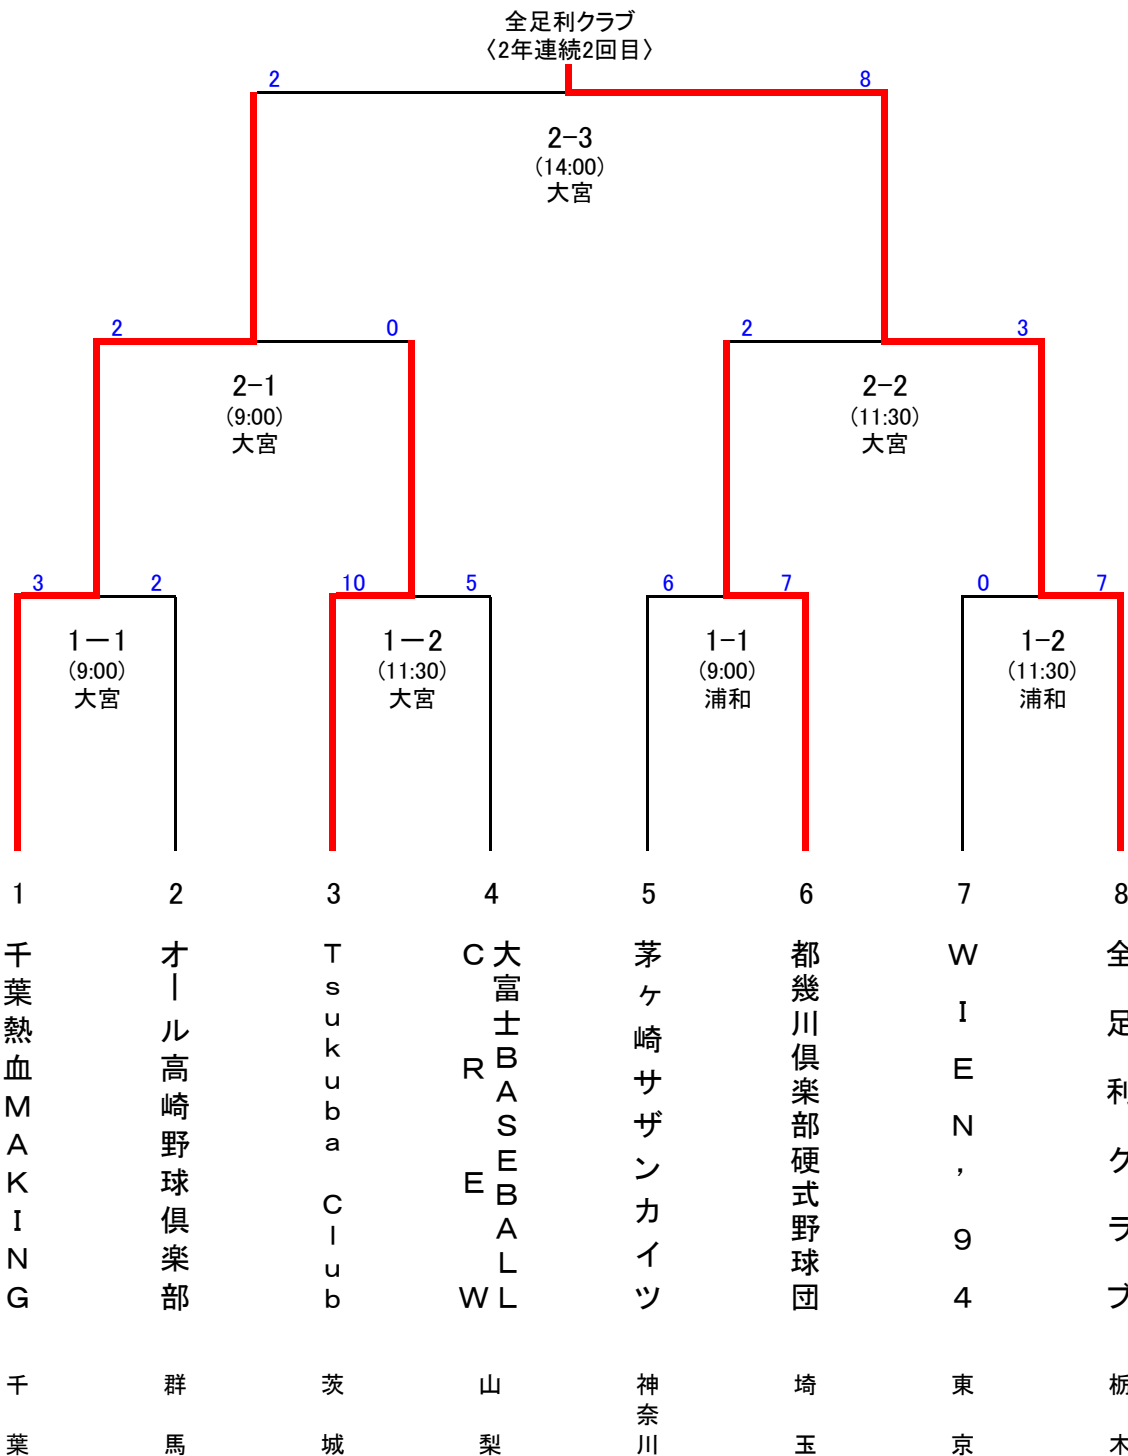 全足利クラブ
〈2年連続2回目〉
2
8
2-3
(14:00)
大宮
2
0
2
3
2-1
(9:00)
大宮
2-2
(11:30)
大宮
3
2
10
5
6
7
0
7
1－1
(9:00)
大宮
1－2
(11:30)
大宮
1-1
(9:00)
浦和
1-2
(11:30)
浦和
1
2
3
4
5
6
7
8
千葉熱血ＭＡＫＩＮＧ
オール高崎野球倶楽部
Ｔｓｕｋｕｂａ　Ｃｌｕｂ
大富士ＢＡＳＥＢＡＬＬ
ＣＲＥＷ
茅ヶ崎サザンカイツ
都幾川倶楽部硬式野球団
ＷＩＥＮ’９４
全足利クラブ
千葉
群馬
茨城
山梨
神奈川
埼玉
東京
栃木